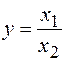 y = x₁ / x₂